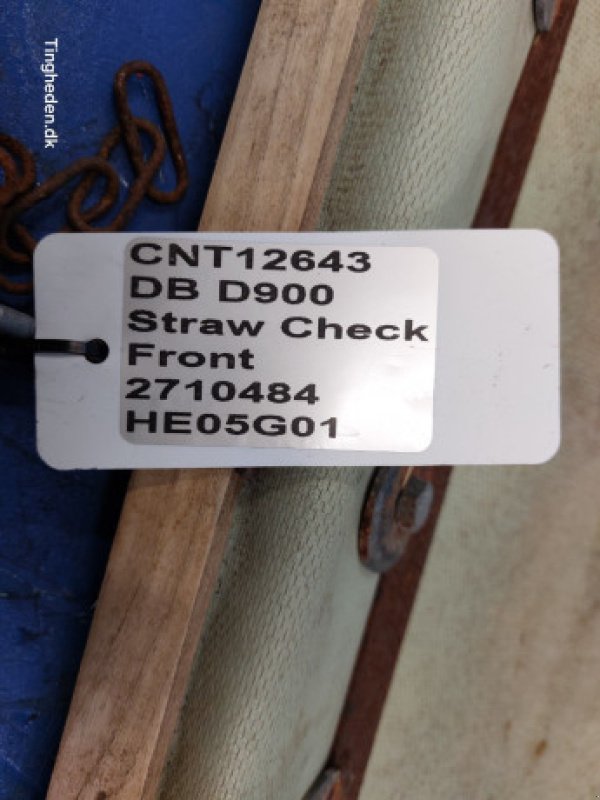 Tingheden.dk
CNT12643
DB D900
Straw Check
Front
2710484
HE05G01